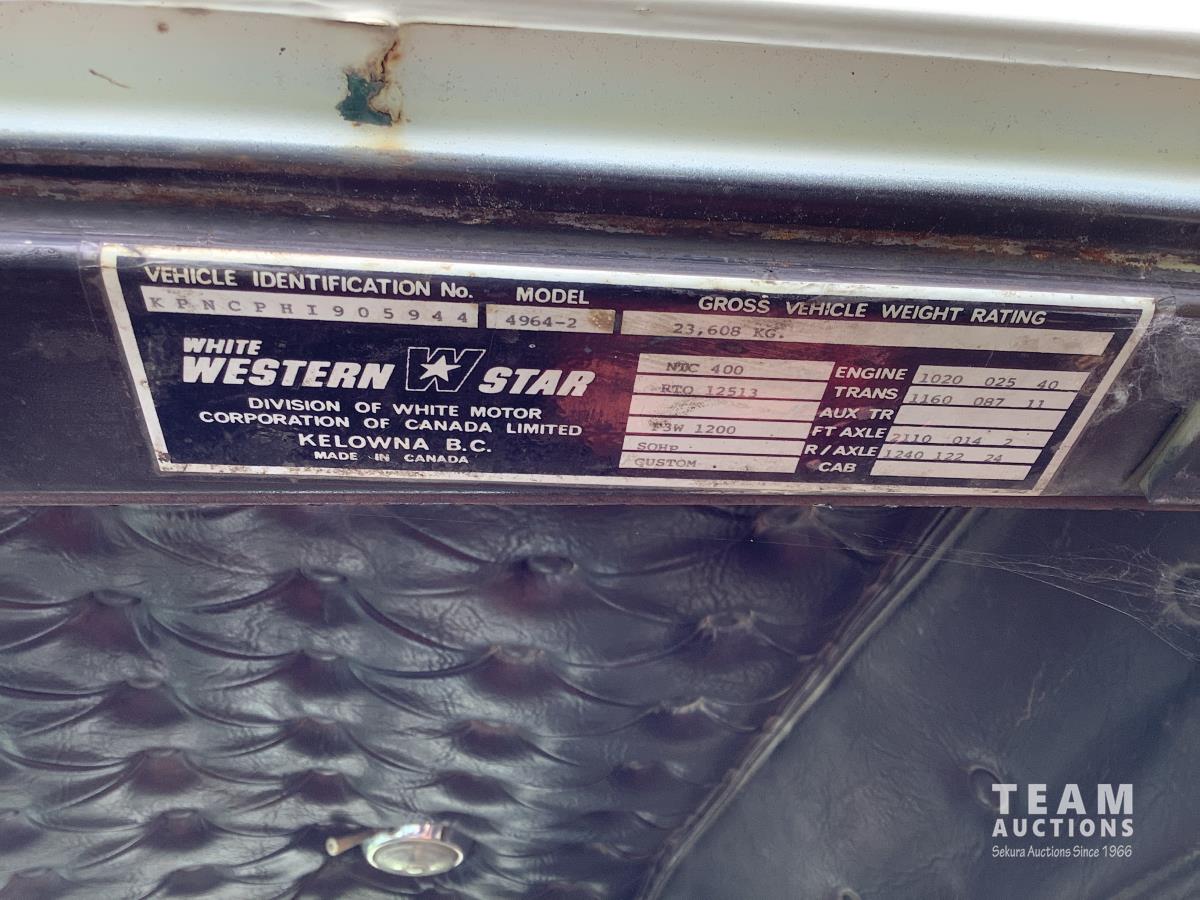 VEHICLE IDENTIFICATION No. MODEL GROSS VEHICLE WEIGHT RATING
KPNCPHI905944 4964-2 23,608 KG.
WHITE
WESTERN W STAR
DIVISION OF WHITE MOTOR
CORPORATION OF CANADA LIMITED
KELOWNA B.C.
MADE IN CANADA
NTC 400 ENGINE 1020 025 40
RTO 12513 TRANS 1160 087 11
AUX TR
F3W 1200 FT AXLE 2110 014 2
SOHP R/AXLE 1240 122 24
CUSTOM . CAB
TEAM
AUCTIONS
Sekura Auctions Since 1966